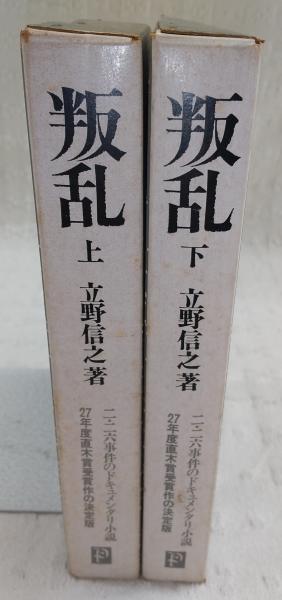 叛乱
上
立野信之著
二・二六事件のドキュメンタリ小説
27年度直木賞受賞作の決定版
叛乱
下
立野信之著
二・二六事件のドキュメンタリ小説
27年度直木賞受賞作の決定版